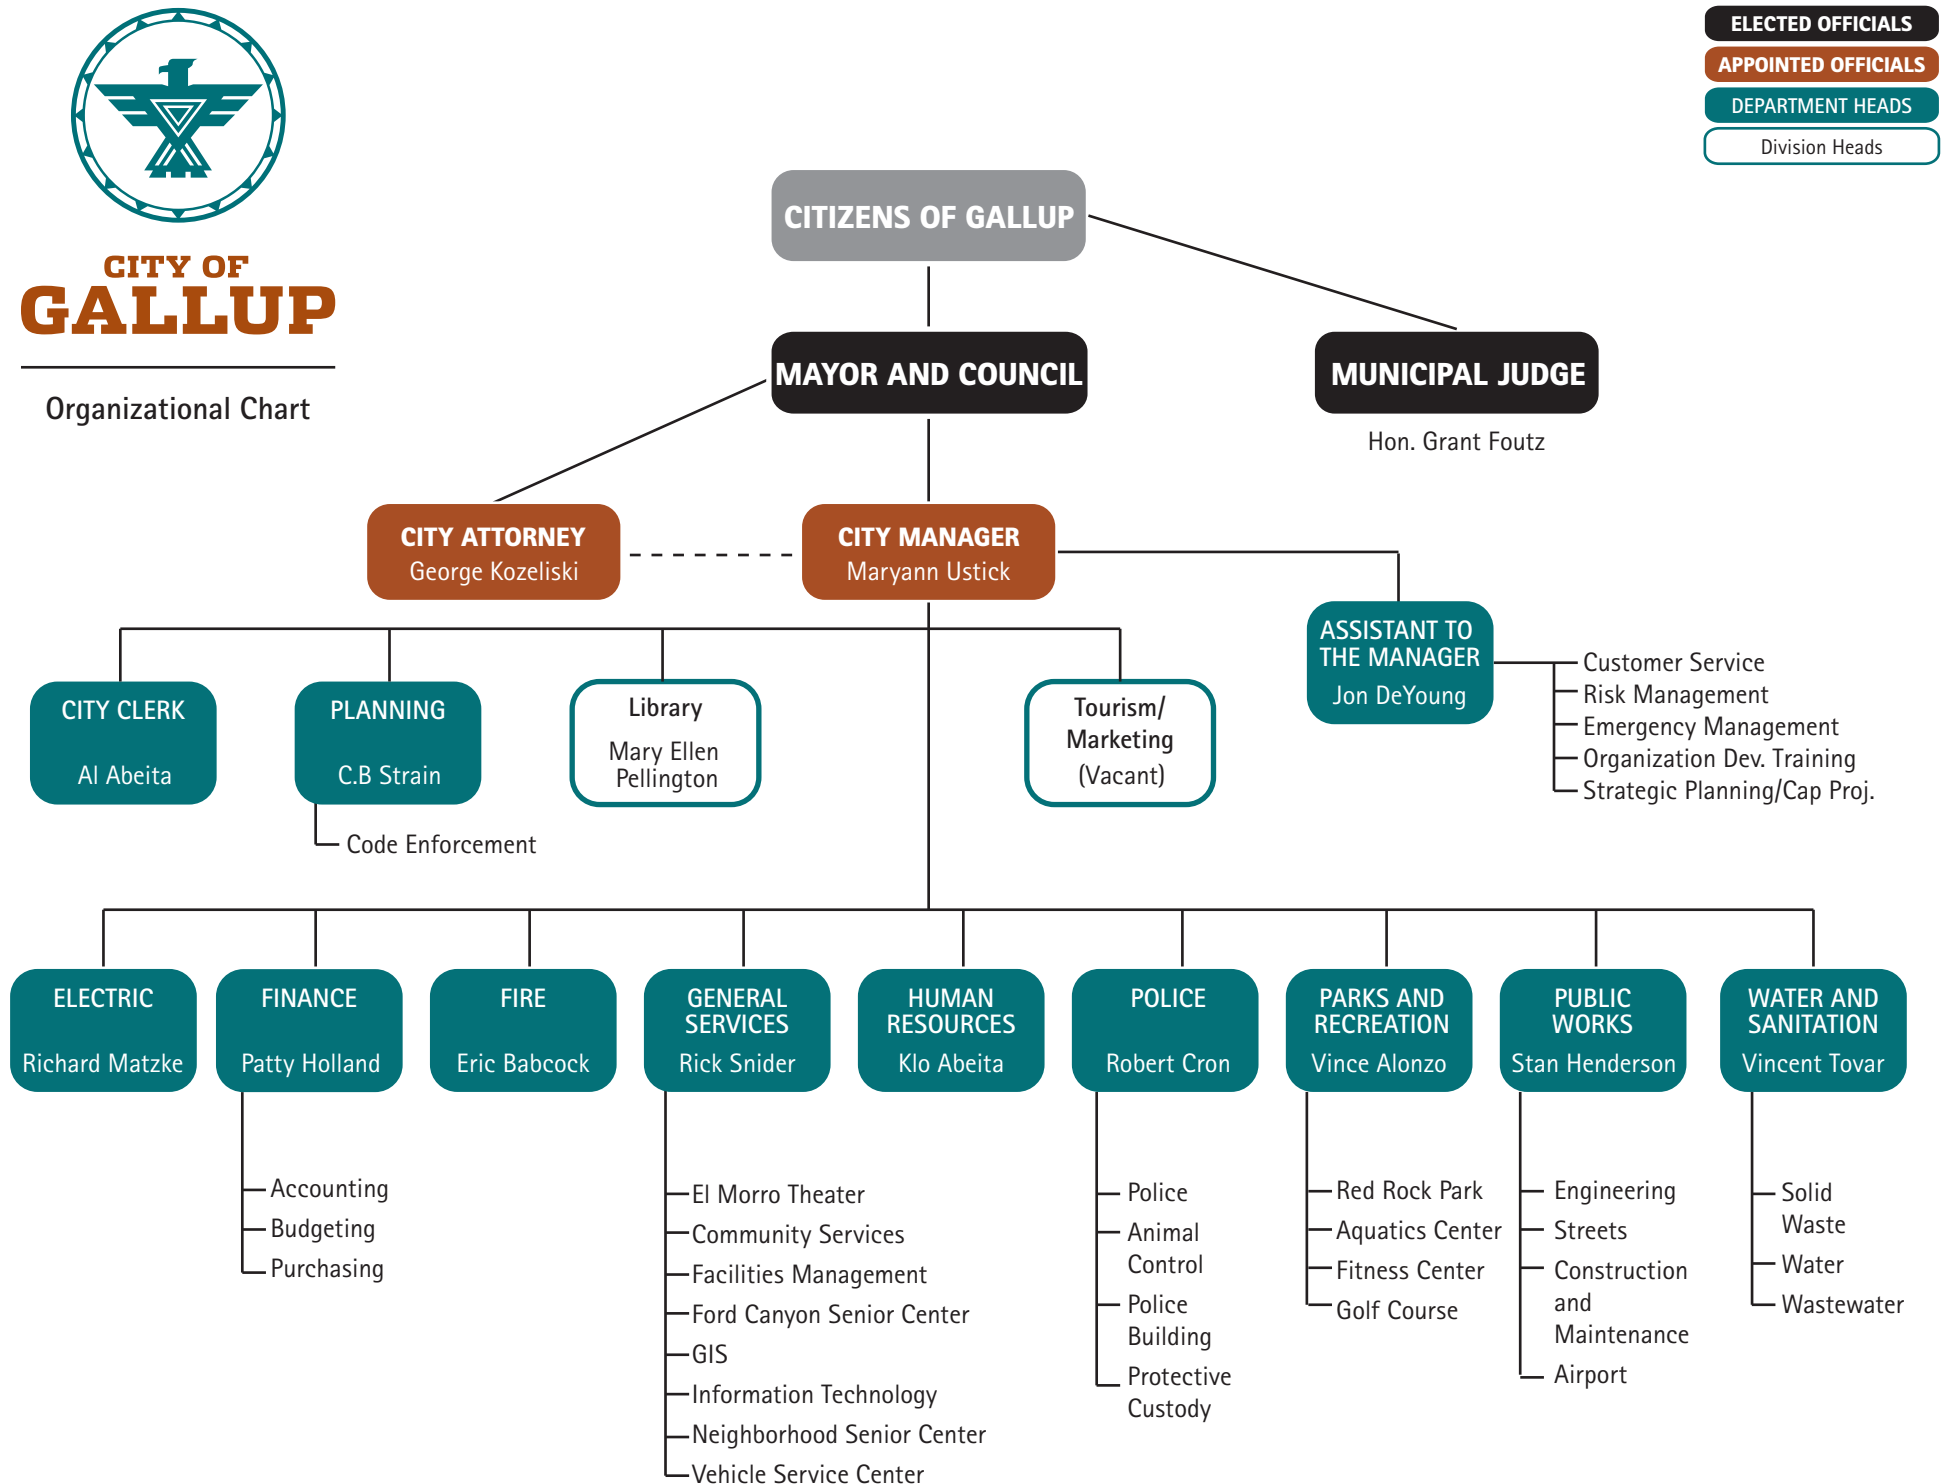 ELECTED OFFICIALS
APPOINTED OFFICIALS
DEPARTMENT HEADS
Division Heads
CITY OF
GALLUP
Organizational Chart
CITIZENS OF GALLUP
MAYOR AND COUNCIL
MUNICIPAL JUDGE
Hon. Grant Foutz
CITY ATTORNEY
George Kozeliski
CITY MANAGER
Maryann Ustick
ASSISTANT TO
THE MANAGER
Jon DeYoung
Customer Service
Risk Management
Emergency Management
Organization Dev. Training
Strategic Planning/Cap Proj.
CITY CLERK
Al Abeita
PLANNING
C.B Strain
Code Enforcement
Library
Mary Ellen
Pellington
Tourism/
Marketing
(Vacant)
ELECTRIC
Richard Matzke
FINANCE
Patty Holland
Accounting
Budgeting
Purchasing
FIRE
Eric Babcock
GENERAL
SERVICES
Rick Snider
El Morro Theater
Community Services
Facilities Management
Ford Canyon Senior Center
GIS
Information Technology
Neighborhood Senior Center
Vehicle Service Center
HUMAN
RESOURCES
Klo Abeita
POLICE
Robert Cron
Police
Animal
Control
Police
Building
Protective
Custody
PARKS AND
RECREATION
Vince Alonzo
Red Rock Park
Aquatics Center
Fitness Center
Golf Course
PUBLIC
WORKS
Stan Henderson
Engineering
Streets
Construction
and
Maintenance
Airport
WATER AND
SANITATION
Vincent Tovar
Solid
Waste
Water
Wastewater